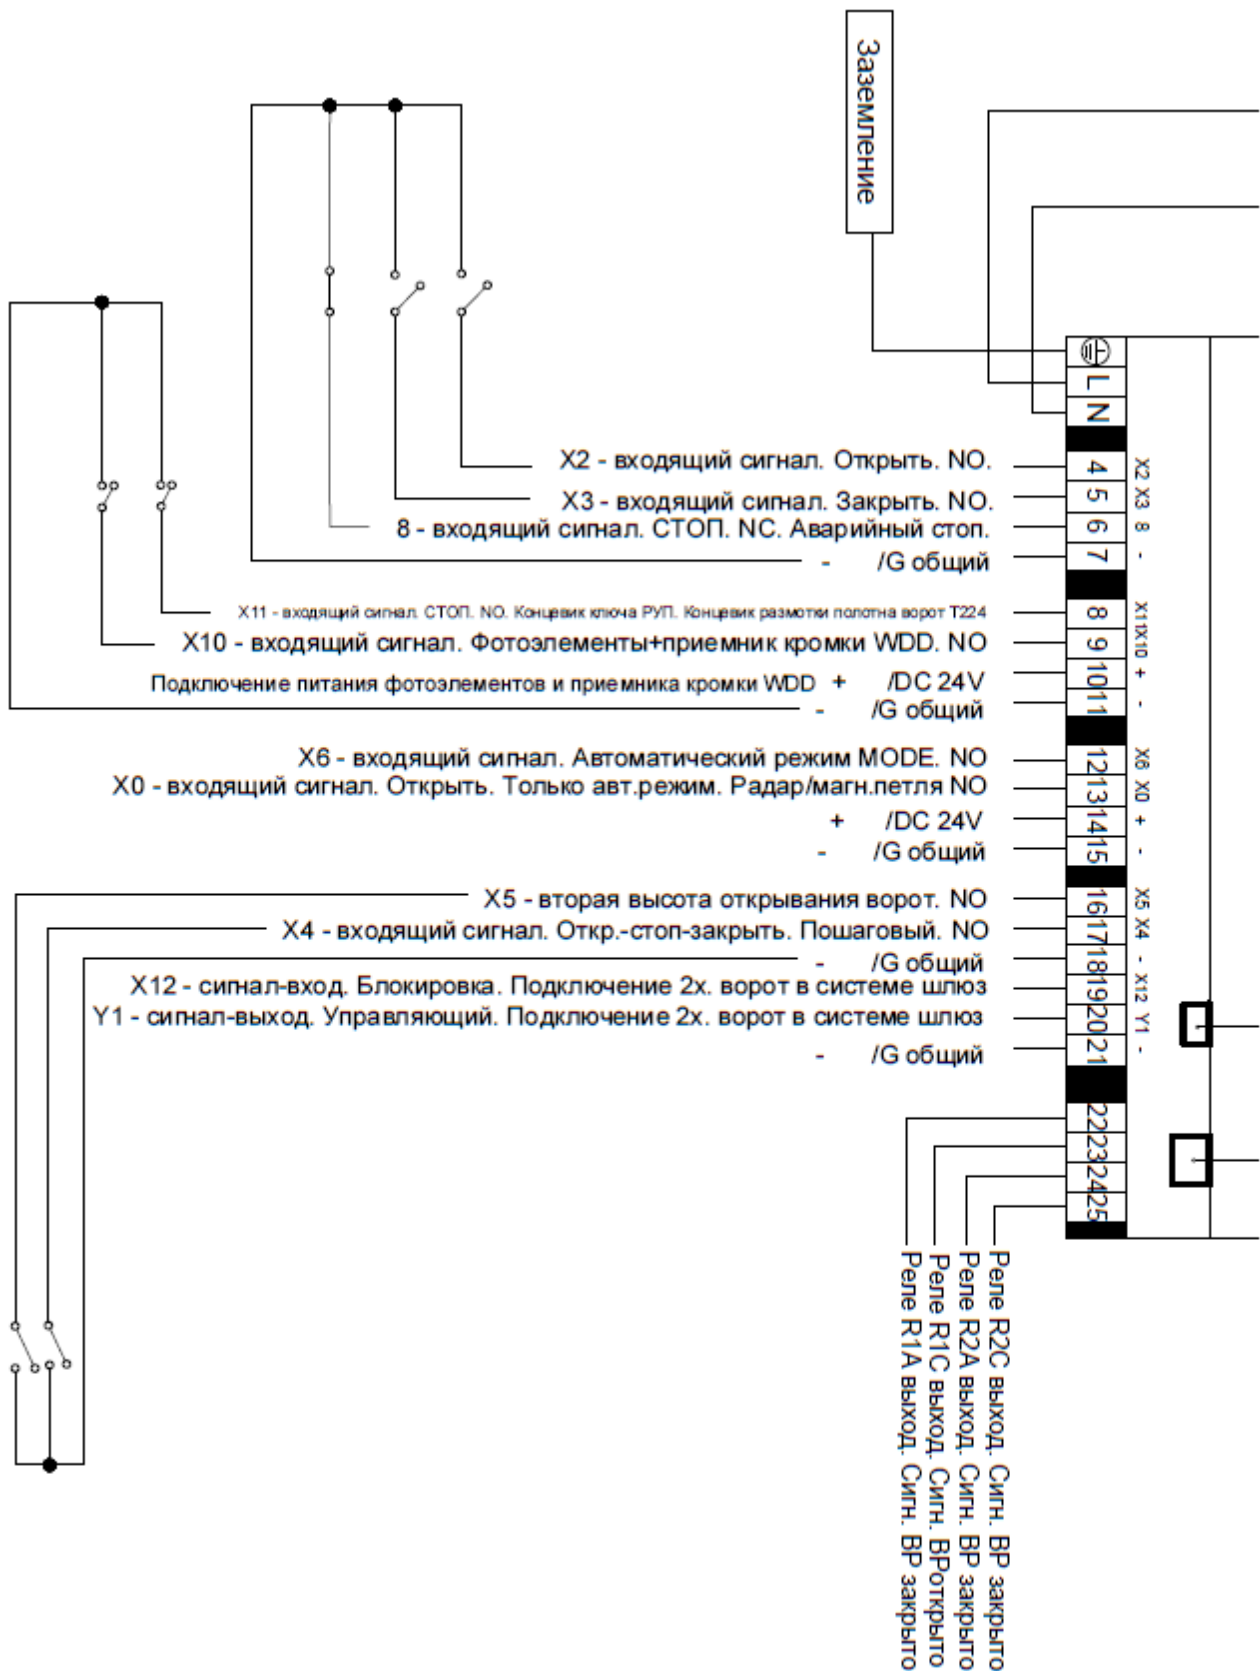 Заземление
L
N
X2 - входящий сигнал. Открыть. NO.
4
X2
X3 - входящий сигнал. Закрыть. NO.
5
X3
8 - входящий сигнал. СТОП. NC. Аварийный стоп.
6
8
- /G общий
7
-
X11 - входящий сигнал. СТОП. NO. Концевик ключа РУП. Концевик размотки полотна ворот T224
8
X11
X10 - входящий сигнал. Фотоэлементы+приемник кромки WDD. NO
9
X10
Подключение питания фотоэлементов и приемника кромки WDD + /DC 24V
10
+
- /G общий
11
-
X6 - входящий сигнал. Автоматический режим MODE. NO
12
X6
X0 - входящий сигнал. Открыть. Только авт.режим. Радар/магн.петля NO
13
X0
+ /DC 24V
14
+
- /G общий
15
-
X5 - вторая высота открывания ворот. NO
16
X5
X4 - входящий сигнал. Откр.-стоп-закрыть. Пошаговый. NO
17
X4
- /G общий
18
-
X12 - сигнал-вход. Блокировка. Подключение 2х. ворот в системе шлюз
19
X12
Y1 - сигнал-выход. Управляющий. Подключение 2х. ворот в системе шлюз
20
Y1
- /G общий
21
-
22
23
24
25
Реле R2C выход. Сигн. ВР закрыто
Реле R2A выход. Сигн. ВР закрыто
Реле R1C выход. Сигн. ВРоткрыто
Реле R1A выход. Сигн. ВР закрыто